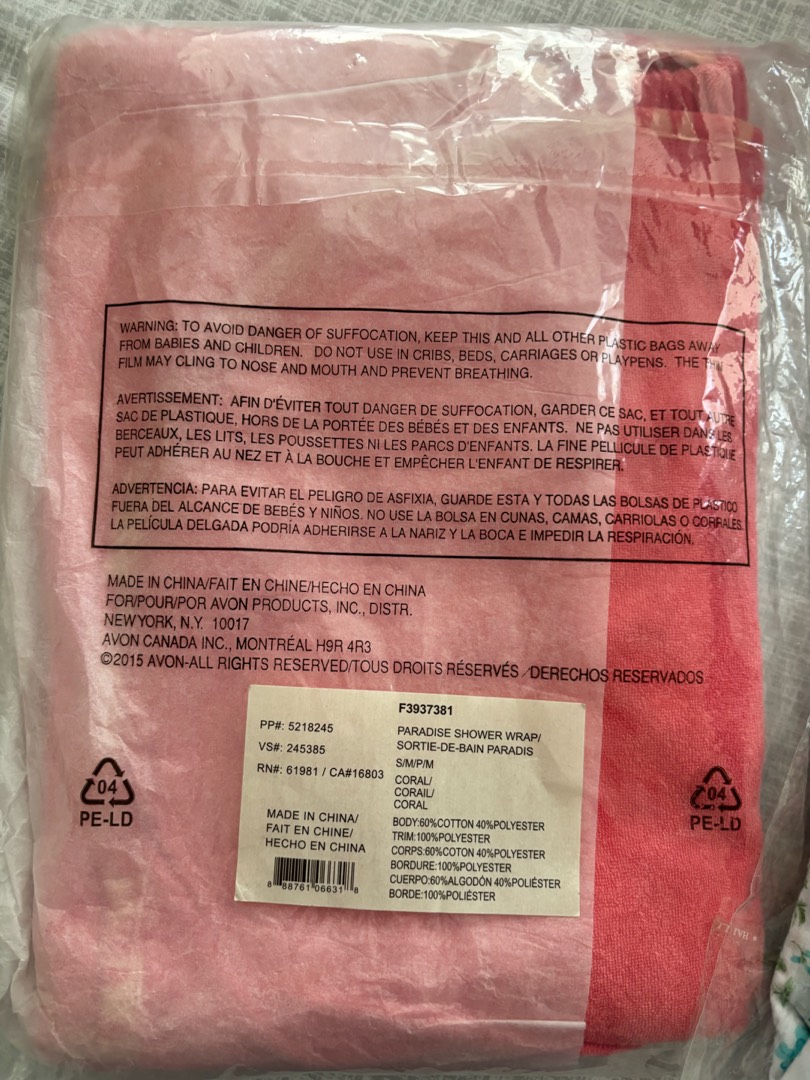 WARNING: TO AVOID DANGER OF SUFFOCATION, KEEP THIS AND ALL OTHER PLASTIC BAGS AWAY
FROM BABIES AND CHILDREN. DO NOT USE IN CRIBS, BEDS, CARRIAGES OR PLAYPENS. THE THIN
FILM MAY CLING TO NOSE AND MOUTH AND PREVENT BREATHING.
AVERTISSEMENT: AFIN D'ÉVITER TOUT DANGER DE SUFFOCATION, GARDER CE SAC, ET TOUT AUTRE
SAC DE PLASTIQUE, HORS DE LA PORTÉE DES BÉBÉS ET DES ENFANTS. NE PAS UTILISER DANS LES
BERCEAUX, LES LITS, LES POUSSETTES NI LES PARCS D'ENFANTS. LA FINE PELLICULE DE PLASTIQUE
PEUT ADHÉRER AU NEZ ET À LA BOUCHE ET EMPÊCHER L'ENFANT DE RESPIRER.
ADVERTENCIA: PARA EVITAR EL PELIGRO DE ASFIXIA, GUARDE ESTA Y TODAS LAS BOLSAS DE PLÁSTICO
FUERA DEL ALCANCE DE BEBÉS Y NIÑOS. NO USE LA BOLSA EN CUNAS, CAMAS, CARRIOLAS O CORRALES.
LA PELÍCULA DELGADA PODRÍA ADHERIRSE A LA NARIZ Y LA BOCA E IMPEDIR LA RESPIRACIÓN.
MADE IN CHINA/FAIT EN CHINE/HECHO EN CHINA
FOR/POUR/POR AVON PRODUCTS, INC., DISTR.
NEW YORK, N.Y. 10017
AVON CANADA INC., MONTRÉAL H9R 4R3
©2015 AVON-ALL RIGHTS RESERVED/TOUS DROITS RÉSERVÉS /DERECHOS RESERVADOS
F3937381
PP#: 5218245
VS#: 245385
RN#: 61981 / CA#16803
PARADISE SHOWER WRAP/
SORTIE-DE-BAIN PARADIS
S/M/P/M
CORAL/
CORAIL/
CORAL
MADE IN CHINA/
FAIT EN CHINE/
HECHO EN CHINA
BODY:60%COTTON 40%POLYESTER
TRIM:100%POLYESTER
CORPS:60%COTON 40%POLYESTER
BORDURE:100%POLYESTER
CUERPO:60%ALGODÓN 40%POLIÉSTER
BORDE:100%POLIÉSTER
8 88761 06631 8
04
PE-LD
04
PE-LD